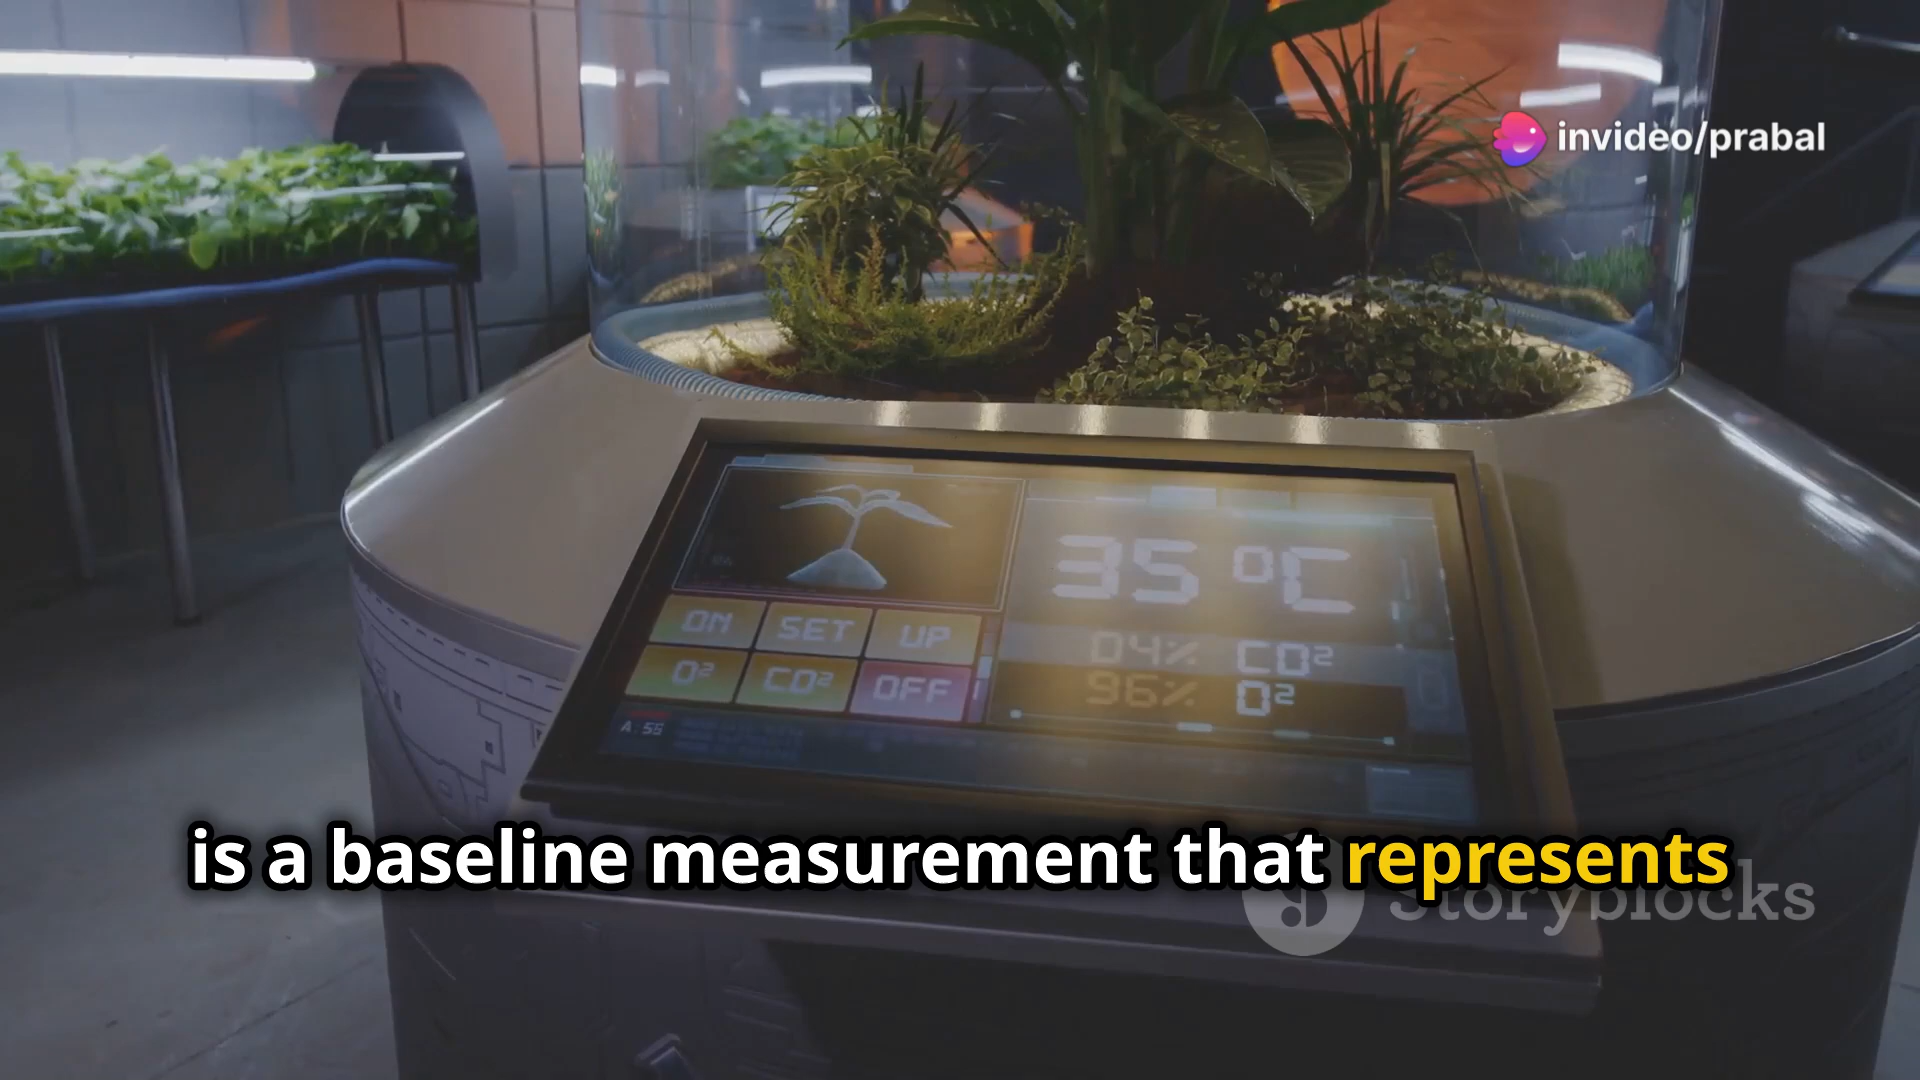 invideo/prabal
35 °C
ON SET UP
04% CO²
O² CO² OFF
96% O²
A.56
is a baseline measurement that represents
Storyblocks